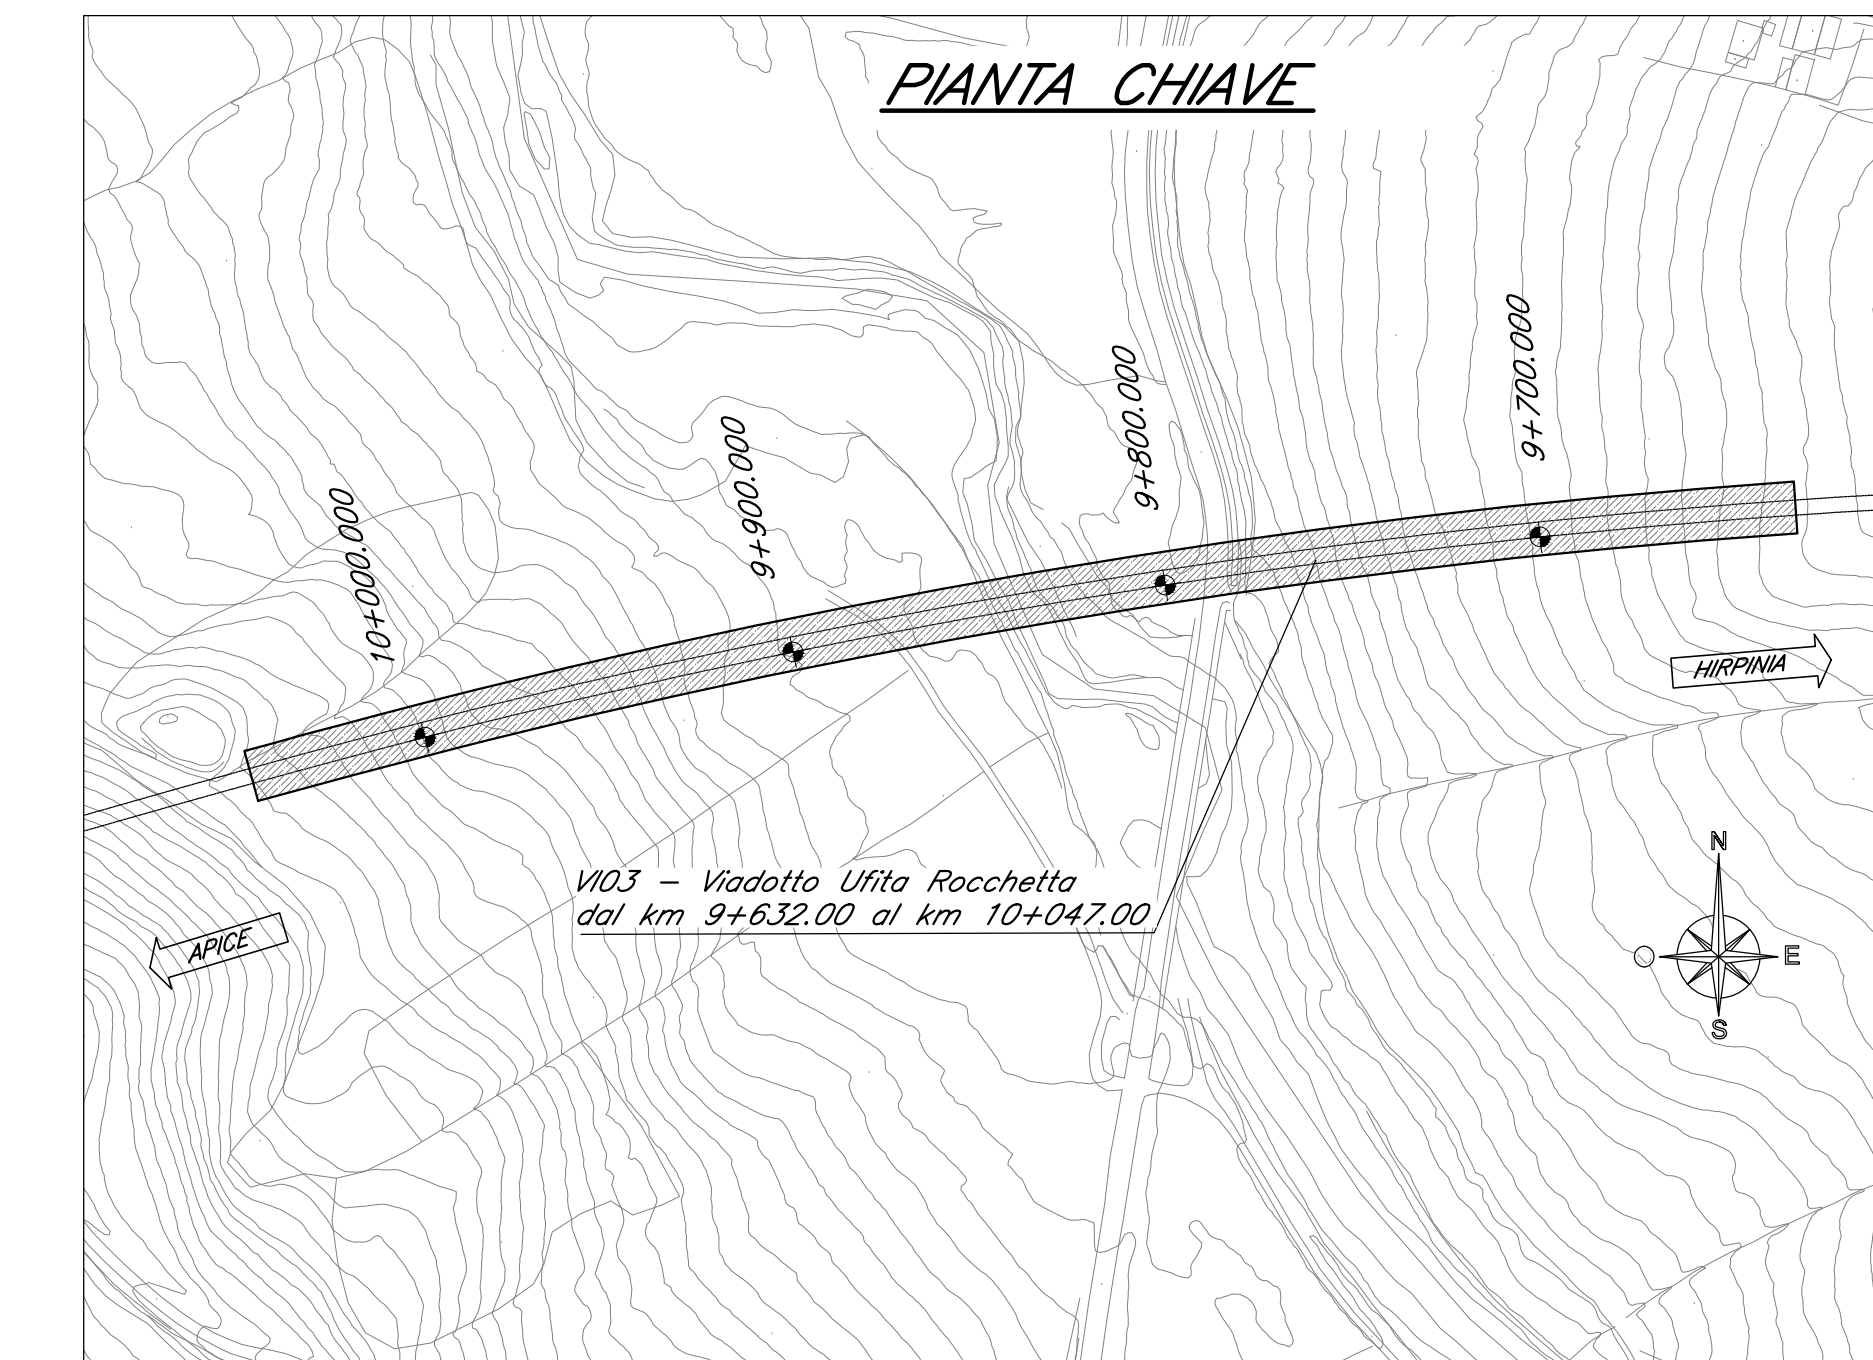 PIANTA CHIAVE
9+700.000
9+800.000
9+900.000
10+000.000
HIRPINIA
VI03 – Viadotto Ufita Rocchetta
dal km 9+632.00 al km 10+047.00
APICE
N
O
E
S